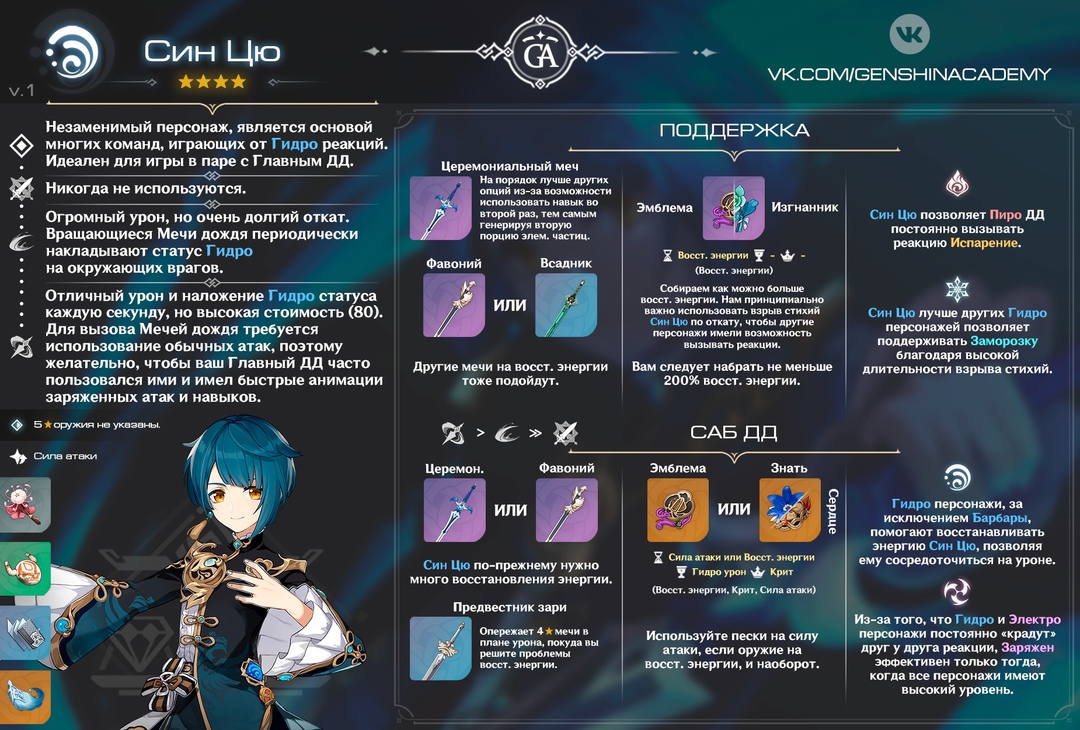 Син Цю
v.1
GA
VK
VK.COM/GENSHINACADEMY
Незаменимый персонаж, является основой
многих команд, играющих от Гидро реакций.
Идеален для игры в паре с Главным ДД.
Никогда не используются.
Огромный урон, но очень долгий откат.
Вращающиеся Мечи дождя периодически
накладывают статус Гидро
на окружающих врагов.
Отличный урон и наложение Гидро статуса
каждую секунду, но высокая стоимость (80).
Для вызова Мечей дождя требуется
использование обычных атак, поэтому
желательно, чтобы ваш Главный ДД часто
пользовался ими и имел быстрые анимации
заряженных атак и навыков.
5★оружия не указаны.
Сила атаки
ПОДДЕРЖКА
Церемониальный меч
На порядок лучше других
опций из-за возможности
использовать навык во
второй раз, тем самым
генерируя вторую
порцию элем. частиц.
Фавоний
Всадник
ИЛИ
Другие мечи на восст. энергии
тоже подойдут.
Эмблема
Изгнанник
Восст. энергии - -
(Восст. энергии)
Собираем как можно больше
восст. энергии. Нам принципиально
важно использовать взрыв стихий
Син Цю по откату, чтобы другие
персонажи имели возможность
вызывать реакции.
Вам следует набрать не меньше
200% восст. энергии.
Син Цю позволяет Пиро ДД
постоянно вызывать
реакцию Испарение.
Син Цю лучше других Гидро
персонажей позволяет
поддерживать Заморозку
благодаря высокой
длительности взрыва стихий.
> >>
САБ ДД
Церемон.
Фавоний
ИЛИ
Син Цю по-прежнему нужно
много восстановления энергии.
Предвестник зари
Опережает 4★мечи в
плане урона, покуда вы
решите проблемы
восст. энергии.
Эмблема
Знать
ИЛИ
Сердце
Сила атаки или Восст. энергии
Гидро урон Крит
(Восст. энергии, Крит, Сила атаки)
Используйте пески на силу
атаки, если оружие на
восст. энергии, и наоборот.
Гидро персонажи, за
исключением Барбары,
помогают восстанавливать
энергию Син Цю, позволяя
ему сосредоточиться на уроне.
Из-за того, что Гидро и Электро
персонажи постоянно «крадут»
друг у друга реакции, Заряжен
эффективен только тогда,
когда все персонажи имеют
высокий уровень.